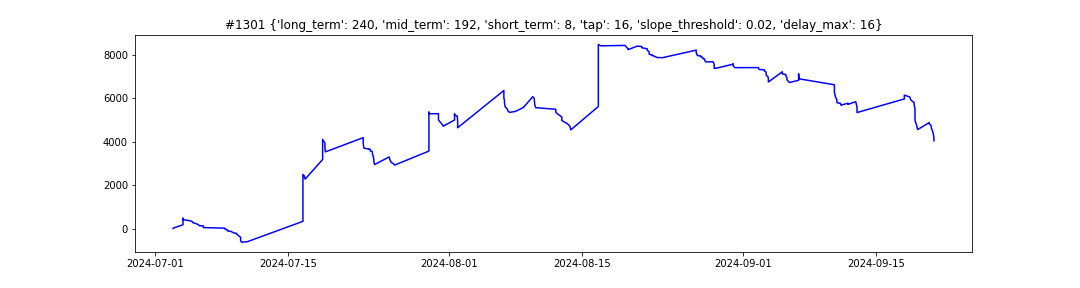 #1301 {'long_term': 240, 'mid_term': 192, 'short_term': 8, 'tap': 16, 'slope_threshold': 0.02, 'delay_max': 16}
8000
6000
4000
2000
0
2024-07-01 2024-07-15 2024-08-01 2024-08-15 2024-09-01 2024-09-15